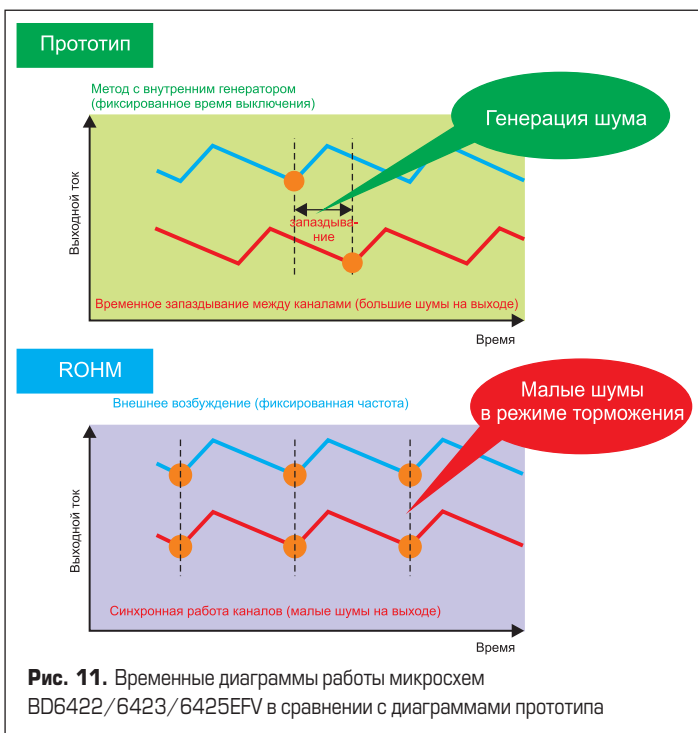 Прототип
Метод с внутренним генератором
(фиксированное время выключения)
Генерация шума
Выходной ток
запаздыва-
ние
Временное запаздывание между каналами (большие шумы на выходе)
Время
ROHM
Внешнее возбуждение (фиксированная частота)
Малые шумы
в режиме торможения
Выходной ток
Синхронная работа каналов (малые шумы на выходе)
Время
Рис. 11. Временные диаграммы работы микросхем
BD6422/6423/6425EFV в сравнении с диаграммами прототипа